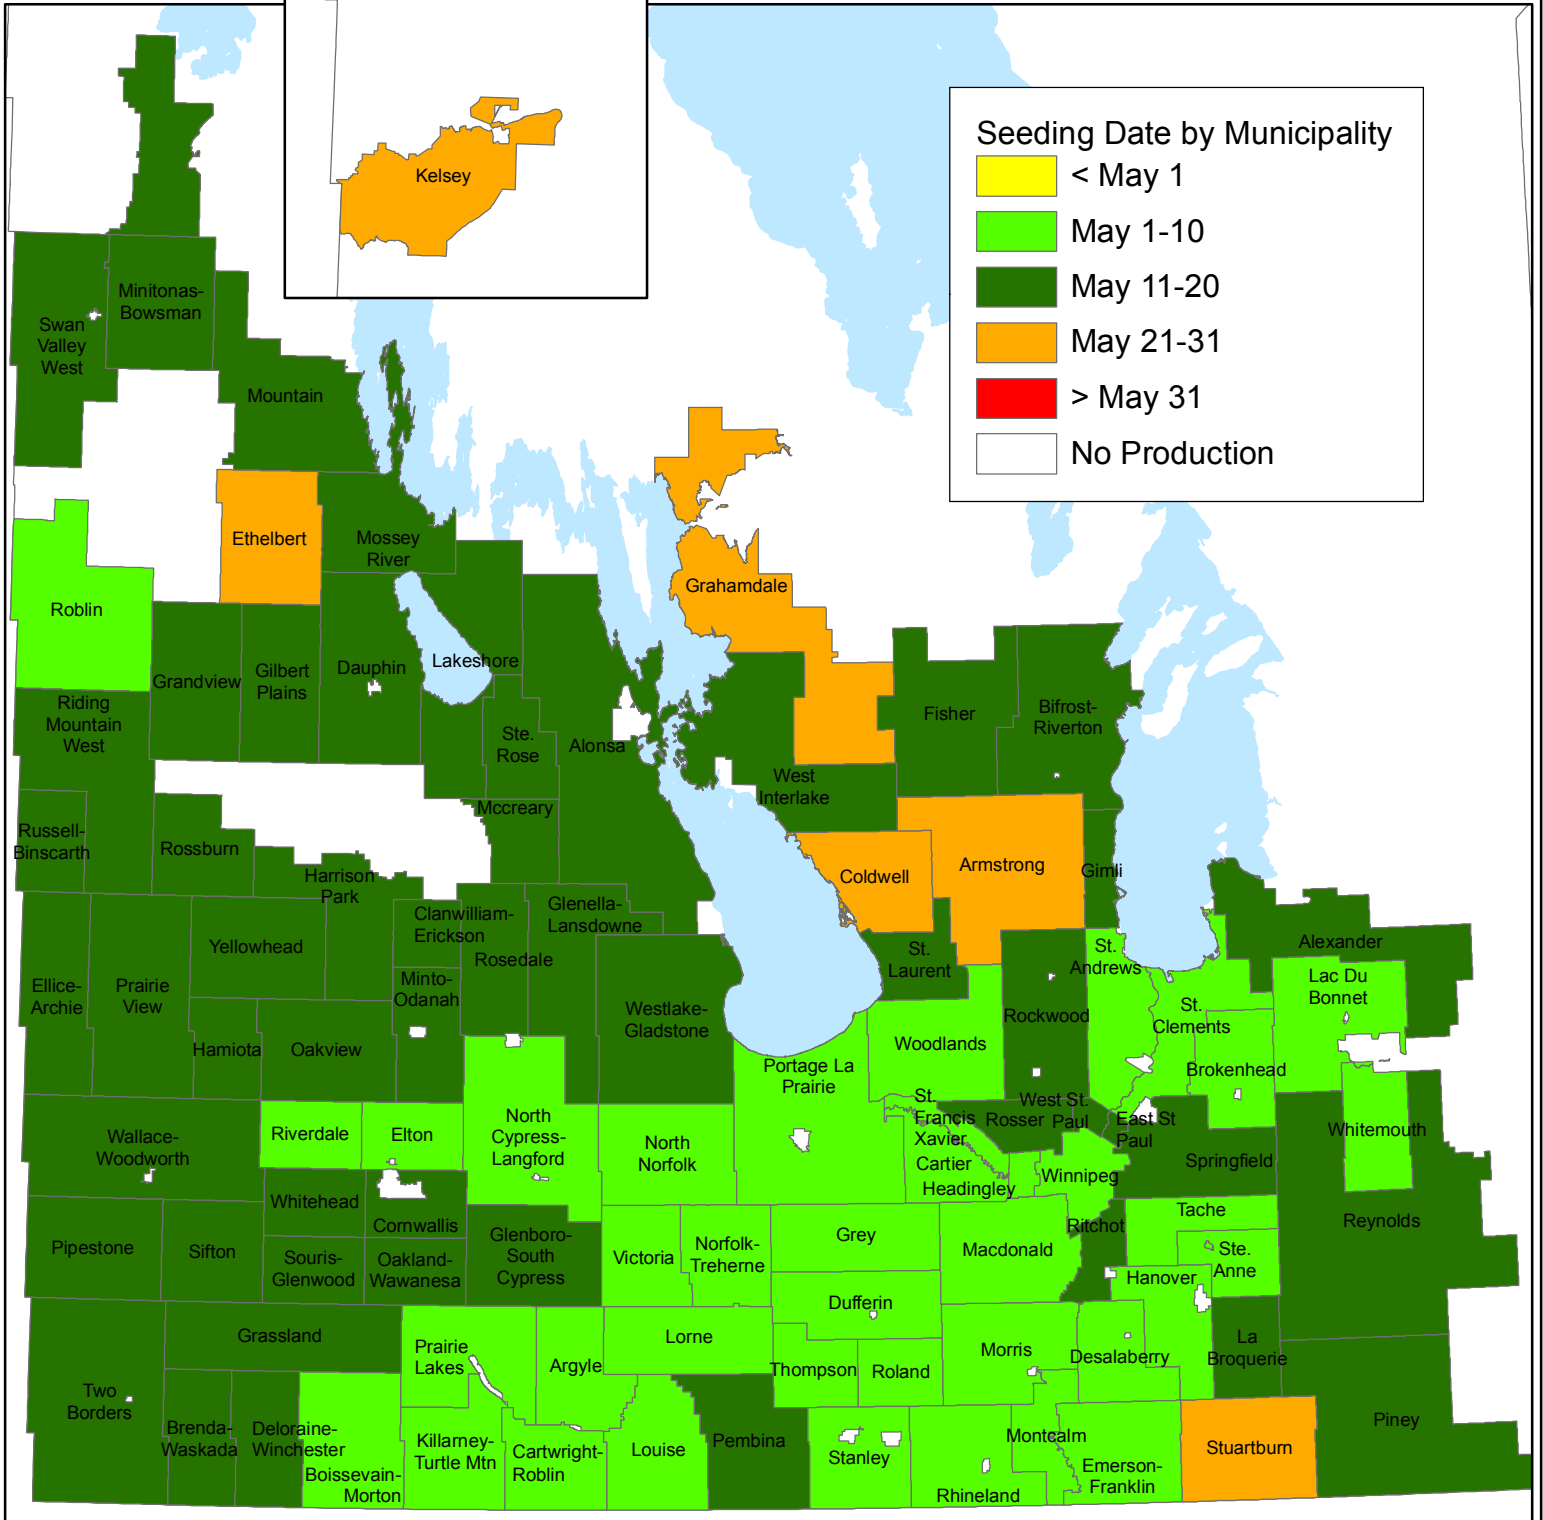 Kelsey
Seeding Date by Municipality
< May 1
May 1-10
May 11-20
May 21-31
> May 31
No Production
Minitonas-
Bowsman
Swan
Valley
West
Mountain
Ethelbert
Mossey
River
Grahamdale
Roblin
Lakeshore
Dauphin
Gilbert
Plains
Grandview
Riding
Mountain
West
Ste.
Rose
Alonsa
Fisher
Bifrost-
Riverton
West
Interlake
Mccreary
Russell-
Binscarth
Rossburn
Harrison
Park
Coldwell
Armstrong
Gimli
Clanwilliam-
Erickson
Glenella-
Lansdowne
Yellowhead
Rosedale
St.
Laurent
St.
Andrews
Alexander
Ellice-
Archie
Prairie
View
Minto-
Odanah
Westlake-
Gladstone
Rockwood
St.
Clements
Lac Du
Bonnet
Hamiota
Oakview
Woodlands
Portage La
Prairie
Brokenhead
St.
Francis
Xavier
Rosser
West St.
Paul
East St
Paul
Wallace-
Woodworth
Riverdale
Elton
North
Cypress-
Langford
North
Norfolk
Whitemouth
Cartier
Headingley
Winnipeg
Springfield
Whitehead
Cornwallis
Tache
Ritchot
Reynolds
Pipestone
Sifton
Souris-
Glenwood
Oakland-
Wawanesa
Glenboro-
South
Cypress
Victoria
Norfolk-
Treherne
Grey
Macdonald
Ste.
Anne
Hanover
Dufferin
Grassland
Prairie
Lakes
Argyle
Lorne
Thompson
Roland
Morris
Desalaberry
La
Broquerie
Two
Borders
Brenda-
Waskada
Deloraine-
Winchester
Boissevain-
Morton
Killarney-
Turtle Mtn
Cartwright-
Roblin
Louise
Pembina
Stanley
Rhineland
Montcalm
Emerson-
Franklin
Stuartburn
Piney